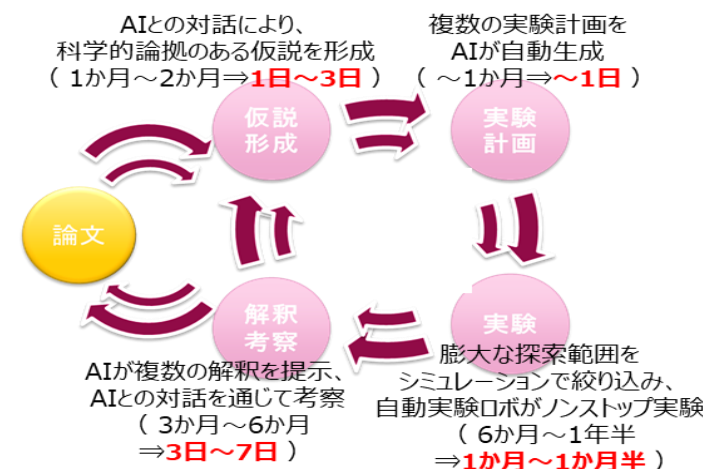 AIとの対話により、
科学的論拠のある仮説を形成
（ 1か月～2か月⇒1日～3日 ）
複数の実験計画を
AIが自動生成
（ ～1か月⇒～1日 ）
仮説
形成
実験
計画
論文
解釈
考察
実験
AIが複数の解釈を提示、
AIとの対話を通じて考察
（ 3か月～6か月
⇒3日～7日 ）
膨大な探索範囲を
シミュレーションで絞り込み、
自動実験ロボがノンストップ実験
（ 6か月～1年半
⇒1か月～1か月半 ）